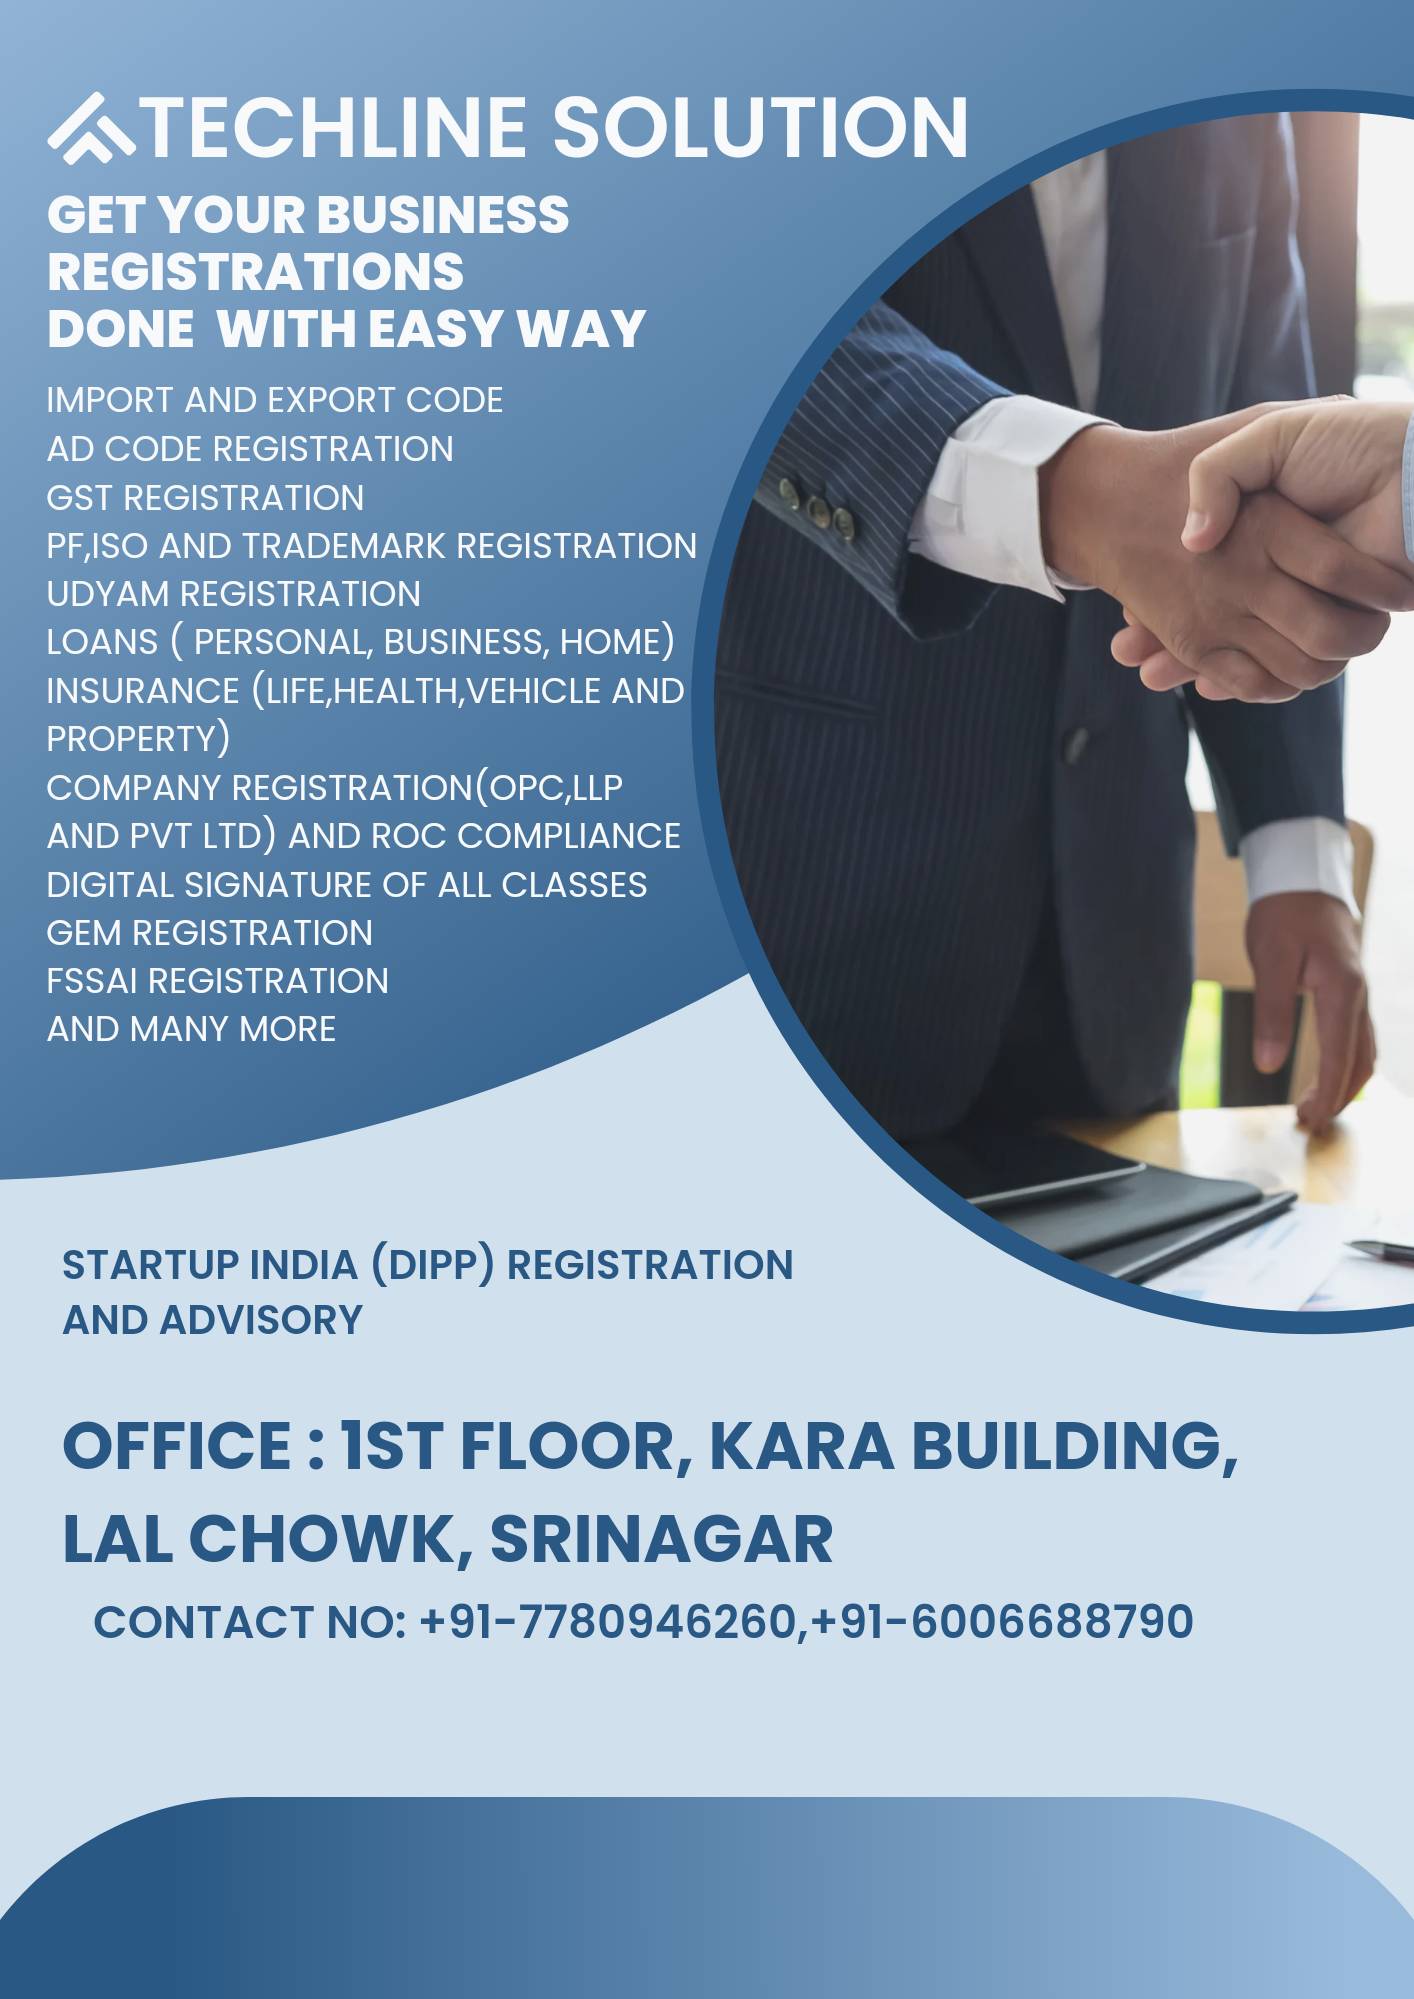 TECHLINE SOLUTION
GET YOUR BUSINESS
REGISTRATIONS
DONE WITH EASY WAY
IMPORT AND EXPORT CODE
AD CODE REGISTRATION
GST REGISTRATION
PF,ISO AND TRADEMARK REGISTRATION
UDYAM REGISTRATION
LOANS ( PERSONAL, BUSINESS, HOME)
INSURANCE (LIFE,HEALTH,VEHICLE AND
PROPERTY)
COMPANY REGISTRATION(OPC,LLP
AND PVT LTD) AND ROC COMPLIANCE
DIGITAL SIGNATURE OF ALL CLASSES
GEM REGISTRATION
FSSAI REGISTRATION
AND MANY MORE
STARTUP INDIA (DIPP) REGISTRATION
AND ADVISORY
OFFICE : 1ST FLOOR, KARA BUILDING,
LAL CHOWK, SRINAGAR
CONTACT NO: +91-7780946260,+91-6006688790